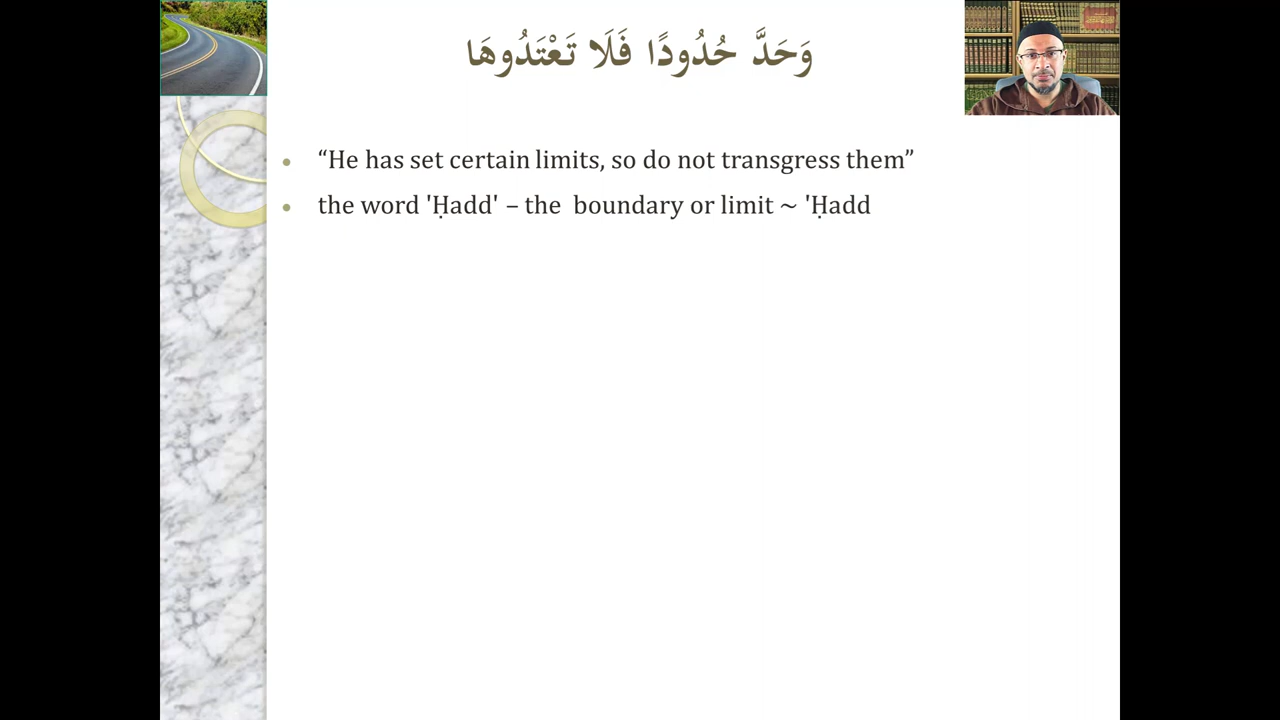 وَحَدَّ حُدُودًا فَلَا تَعْتَدُوهَا
“He has set certain limits, so do not transgress them”
the word 'Ḥadd' – the  boundary or limit ~ 'Ḥadd